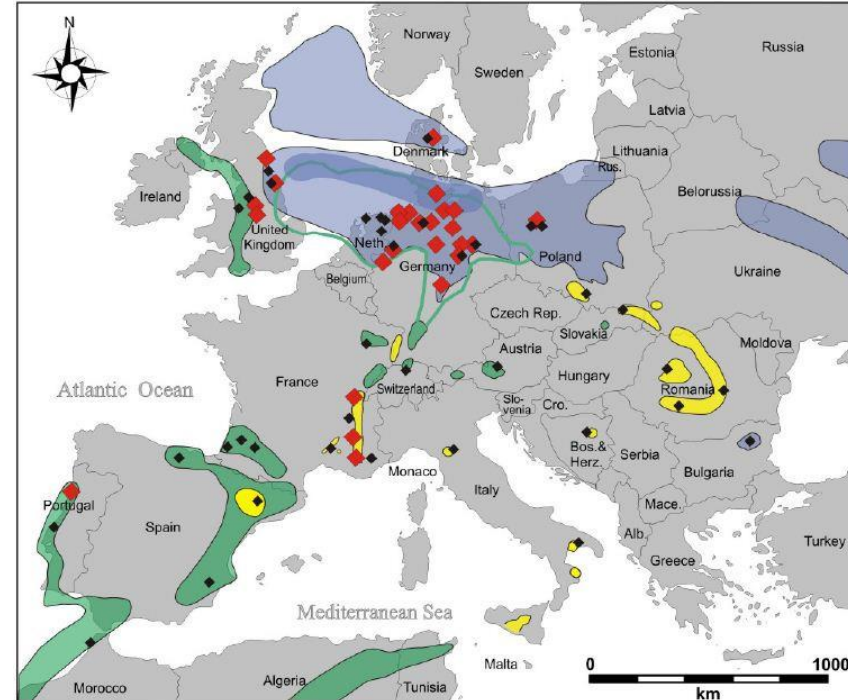 N
Norway
Sweden
Estonia
Russia
Latvia
Lithuania
Rus.
Denmark
Belorussia
Ireland
United
Kingdom
Neth.
Germany
Poland
Belgium
Ukraine
Czech Rep.
Slovakia
Moldova
Austria
Hungary
Romania
Atlantic Ocean
France
Switzerland
Slo-
venia
Cro.
Bos.&
Herz.
Serbia
Bulgaria
Monaco
Italy
Portugal
Spain
Mace.
Alb.
Greece
Turkey
Mediterranean Sea
Malta
Morocco
Algeria
Tunisia
0
1000
km